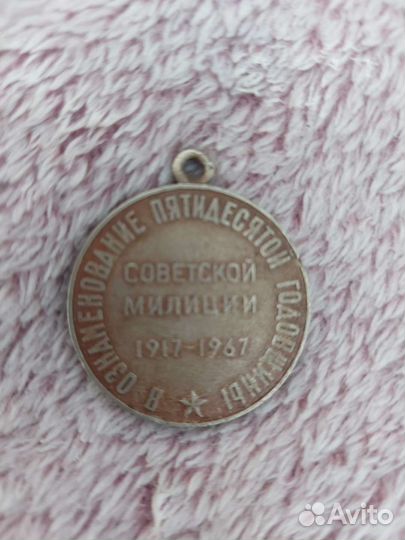 В ОЗНАМЕНОВАНИЕ ПЯТИДЕСЯТОЙ ГОДОВЩИНЫ
СОВЕТСКОЙ
МИЛИЦИИ
1917-1967
Avito